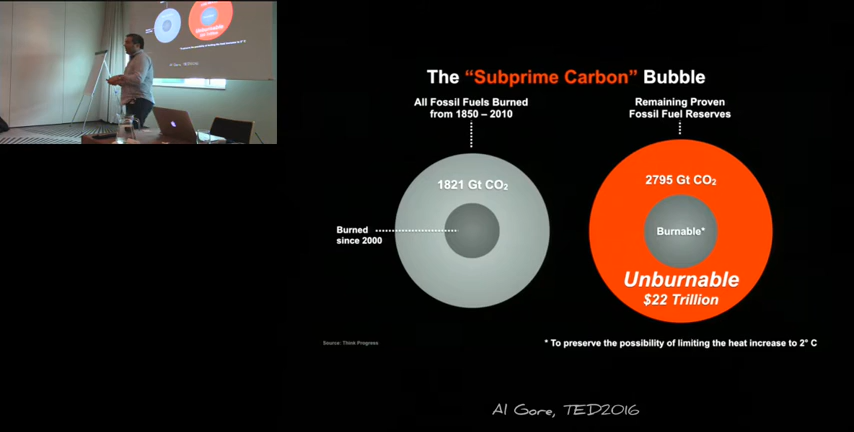 The “Subprime Carbon” Bubble
All Fossil Fuels Burned
from 1850 – 2010
Remaining Proven
Fossil Fuel Reserves
1821 Gt CO₂
2795 Gt CO₂
Burned
since 2000
Burnable*
Unburnable
$22 Trillion
Source: Think Progress
* To preserve the possibility of limiting the heat increase to 2° C
Al Gore, TED2016